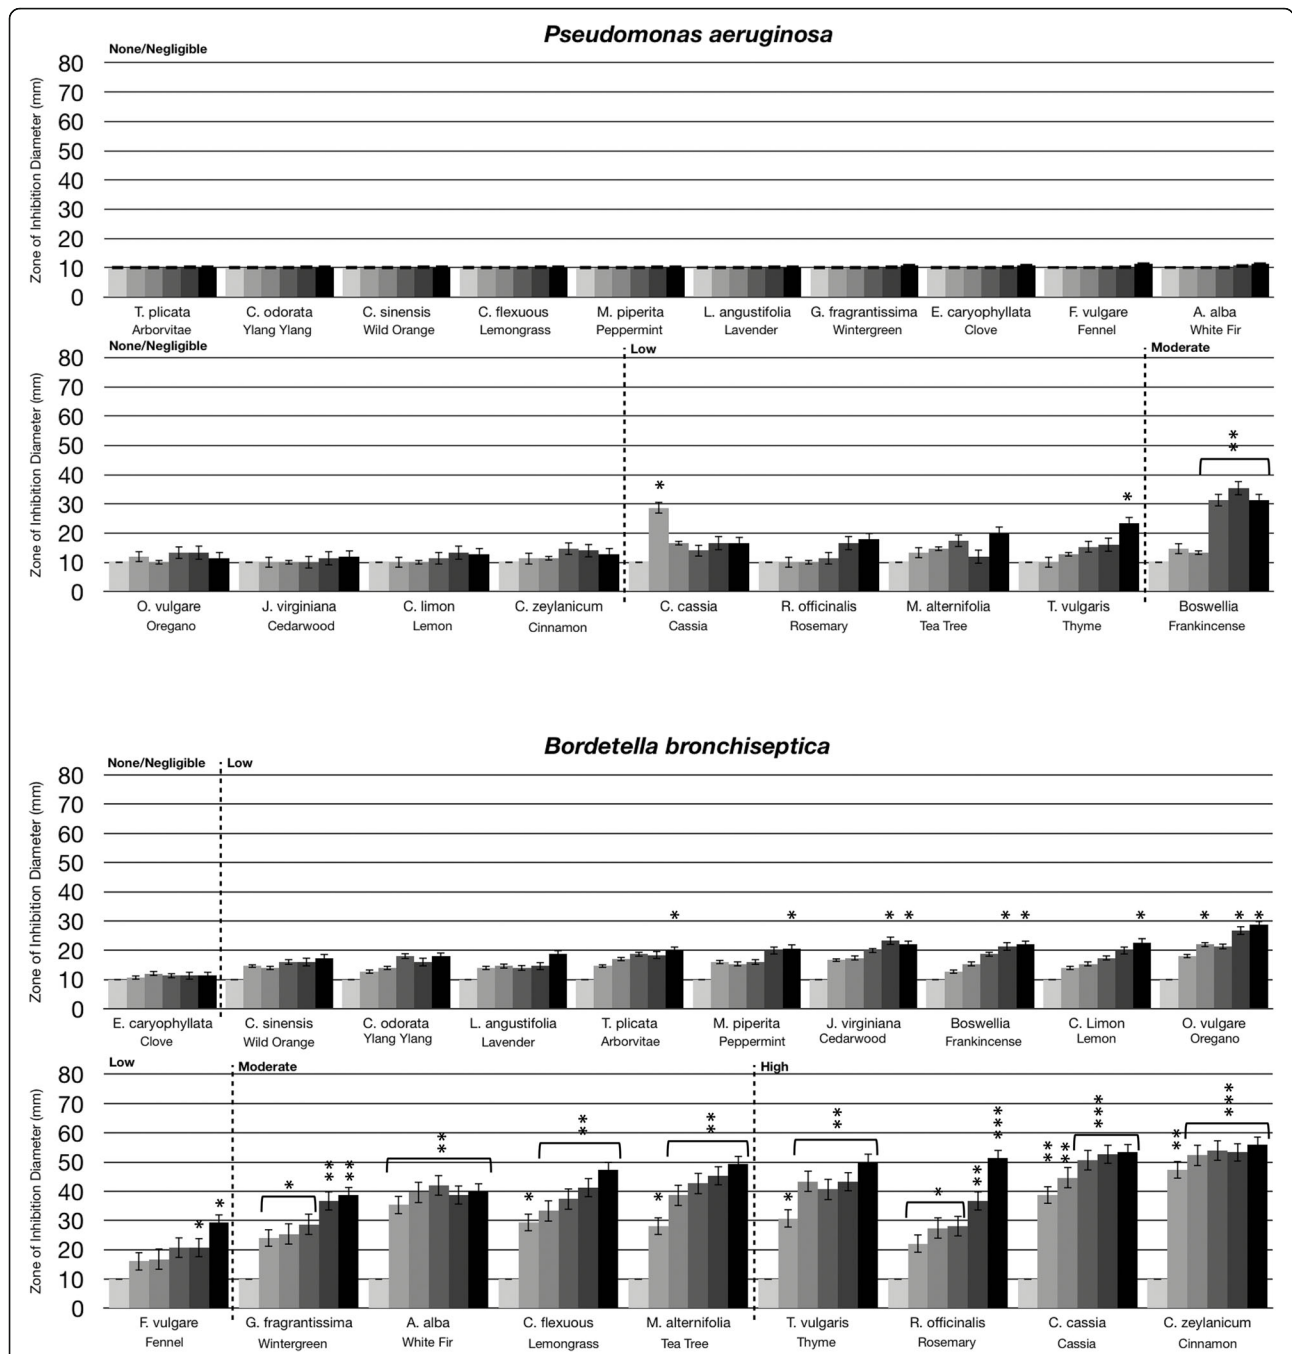 Pseudomonas aeruginosa
None/Negligible
Zone of Inhibition Diameter (mm)
80
70
60
50
40
30
20
10
0
T. plicata C. odorata C. sinensis C. flexuous M. piperita L. angustifolia G. fragrantissima E. caryophyllata F. vulgare A. alba
Arborvitae Ylang Ylang Wild Orange Lemongrass Peppermint Lavender Wintergreen Clove Fennel White Fir
None/Negligible Low Moderate
Zone of Inhibition Diameter (mm)
80
70
60
50
40
30
20
10
0
* * **
O. vulgare J. virginiana C. limon C. zeylanicum C. cassia R. officinalis M. alternifolia T. vulgaris Boswellia
Oregano Cedarwood Lemon Cinnamon Cassia Rosemary Tea Tree Thyme Frankincense
Bordetella bronchiseptica
None/Negligible Low
Zone of Inhibition Diameter (mm)
80
70
60
50
40
30
20
10
0
* * * * * * * * * *
E. caryophyllata C. sinensis C. odorata L. angustifolia T. plicata M. piperita J. virginiana Boswellia C. Limon O. vulgare
Clove Wild Orange Ylang Ylang Lavender Arborvitae Peppermint Cedarwood Frankincense Lemon Oregano
Low Moderate High
Zone of Inhibition Diameter (mm)
80
70
60
50
40
30
20
10
0
* * * ** ** ** * ** * ** * ** * ** *** ** ** *** ** ***
F. vulgare G. fragrantissima A. alba C. flexuous M. alternifolia T. vulgaris R. officinalis C. cassia C. zeylanicum
Fennel Wintergreen White Fir Lemongrass Tea Tree Thyme Rosemary Cassia Cinnamon